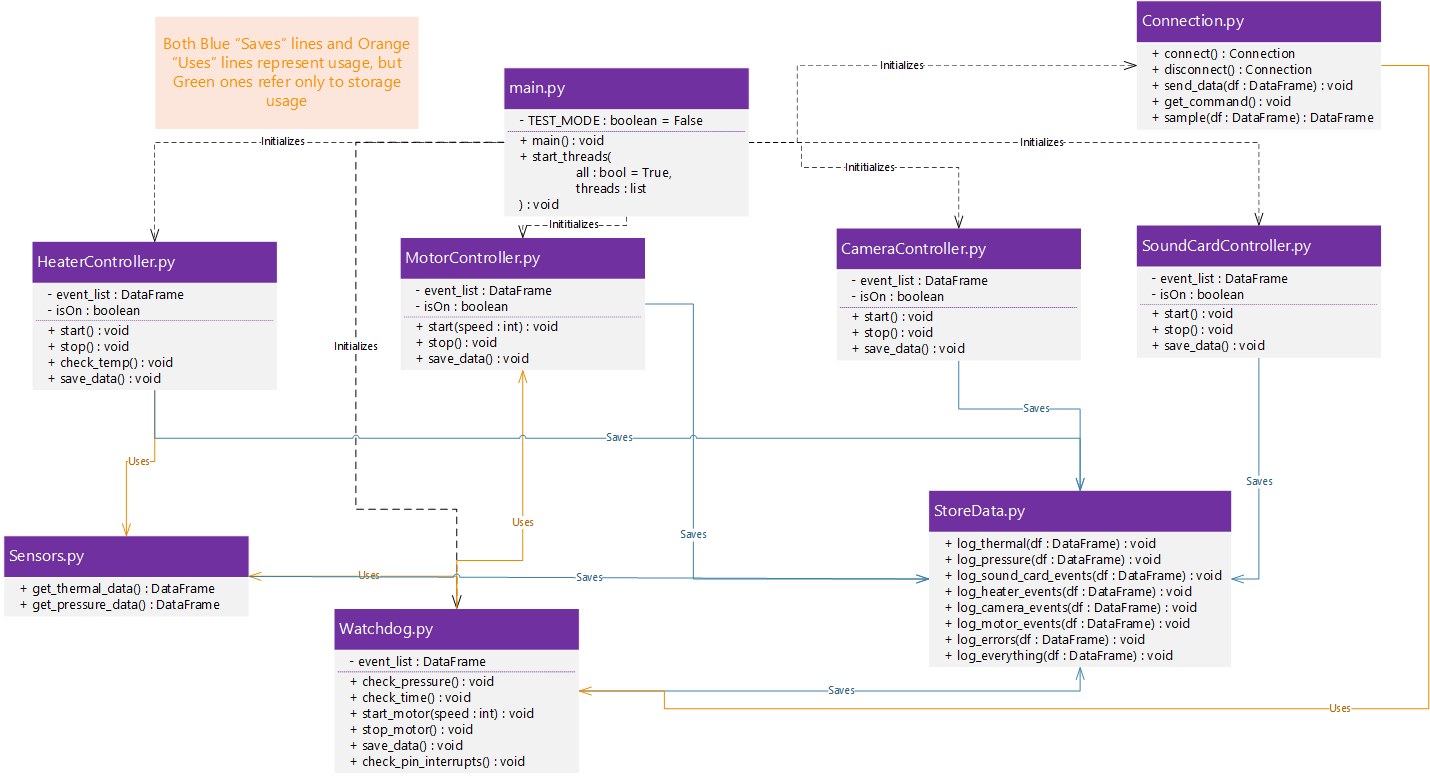 Both Blue “Saves” lines and Orange
“Uses” lines represent usage, but
Green ones refer only to storage
usage
main.py
- TEST_MODE : boolean = False
+ main() : void
+ start_threads(
all : bool = True,
threads : list
) : void
Connection.py
+ connect() : Connection
+ disconnect() : Connection
+ send_data(df : DataFrame) : void
+ get_command() : void
+ sample(df : DataFrame) : DataFrame
Initializes
Initializes
Initializes
Inititializes
Inititializes
HeaterController.py
- event_list : DataFrame
- isOn : boolean
+ start() : void
+ stop() : void
+ check_temp() : void
+ save_data() : void
MotorController.py
- event_list : DataFrame
- isOn : boolean
+ start(speed : int) : void
+ stop() : void
+ save_data() : void
CameraController.py
- event_list : DataFrame
- isOn : boolean
+ start() : void
+ stop() : void
+ save_data() : void
SoundCardController.py
- event_list : DataFrame
- isOn : boolean
+ start() : void
+ stop() : void
+ save_data() : void
Initializes
Saves
Saves
Uses
Saves
Uses
Saves
Sensors.py
+ get_thermal_data() : DataFrame
+ get_pressure_data() : DataFrame
Uses
Saves
StoreData.py
+ log_thermal(df : DataFrame) : void
+ log_pressure(df : DataFrame) : void
+ log_sound_card_events(df : DataFrame) : void
+ log_heater_events(df : DataFrame) : void
+ log_camera_events(df : DataFrame) : void
+ log_motor_events(df : DataFrame) : void
+ log_errors(df : DataFrame) : void
+ log_everything(df : DataFrame) : void
Watchdog.py
- event_list : DataFrame
+ check_pressure() : void
+ check_time() : void
+ start_motor(speed : int) : void
+ stop_motor() : void
+ save_data() : void
+ check_pin_interrupts() : void
Saves
Uses